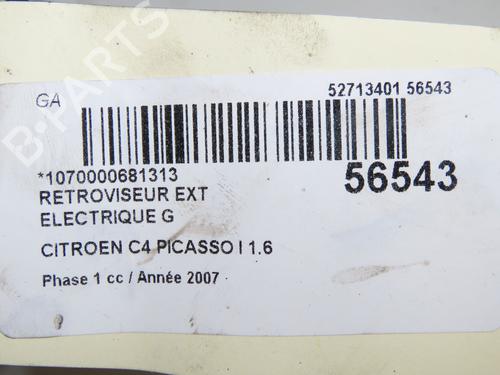 GA
52713401 56543
*1070000681313
56543
RETROVISEUR EXT
ELECTRIQUE G
CITROEN C4 PICASSO I 1.6
Phase 1 cc / Année 2007
B-PARTS